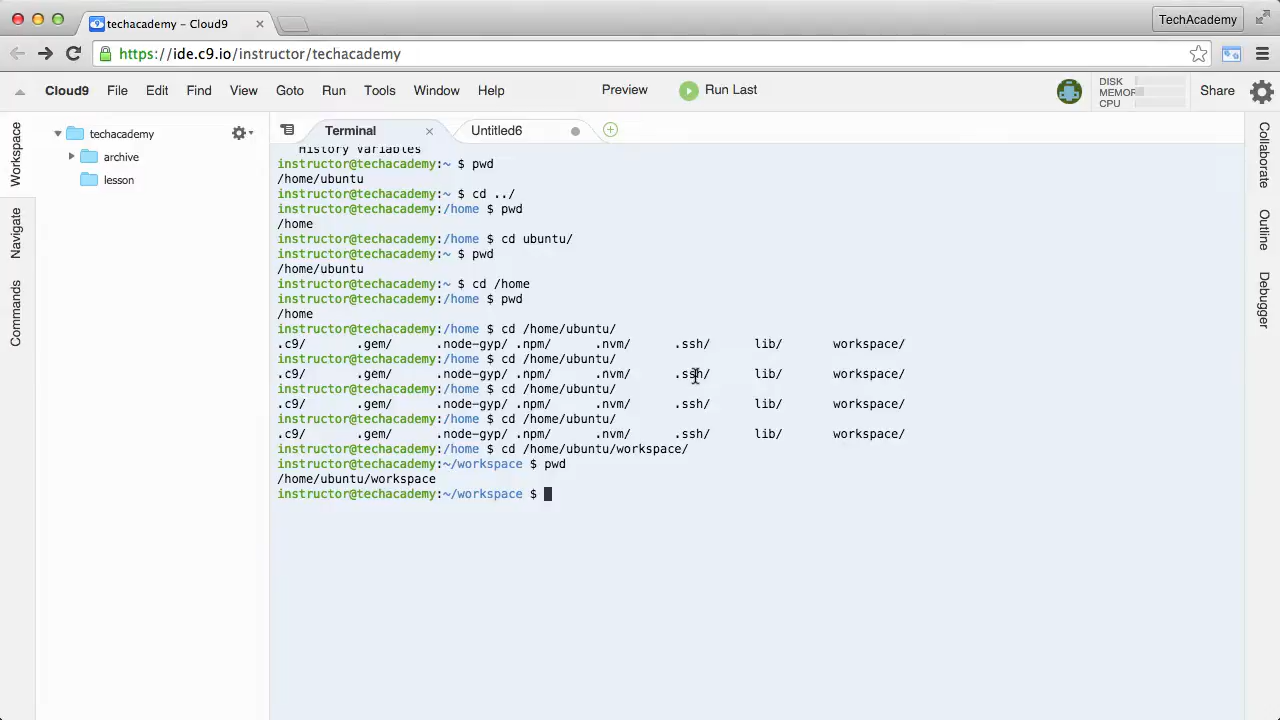 techacademy – Cloud9
TechAcademy
https://ide.c9.io/instructor/techacademy
Cloud9 File Edit Find View Goto Run Tools Window Help Preview Run Last
DISK
MEMOR
CPU
Share
Workspace
Navigate
Commands
techacademy
archive
lesson
Terminal
Untitled6
History Variables
instructor@techacademy:~ $ pwd
/home/ubuntu
instructor@techacademy:~ $ cd ../
instructor@techacademy:/home $ pwd
/home
instructor@techacademy:/home $ cd ubuntu/
instructor@techacademy:~ $ pwd
/home/ubuntu
instructor@techacademy:~ $ cd /home
instructor@techacademy:/home $ pwd
/home
instructor@techacademy:/home $ cd /home/ubuntu/
.c9/ .gem/ .node-gyp/ .npm/ .nvm/ .ssh/ lib/ workspace/
instructor@techacademy:/home $ cd /home/ubuntu/
.c9/ .gem/ .node-gyp/ .npm/ .nvm/ .ssh/ lib/ workspace/
instructor@techacademy:/home $ cd /home/ubuntu/
.c9/ .gem/ .node-gyp/ .npm/ .nvm/ .ssh/ lib/ workspace/
instructor@techacademy:/home $ cd /home/ubuntu/
.c9/ .gem/ .node-gyp/ .npm/ .nvm/ .ssh/ lib/ workspace/
instructor@techacademy:/home $ cd /home/ubuntu/workspace/
instructor@techacademy:~/workspace $ pwd
/home/ubuntu/workspace
instructor@techacademy:~/workspace $
Collaborate
Outline
Debugger